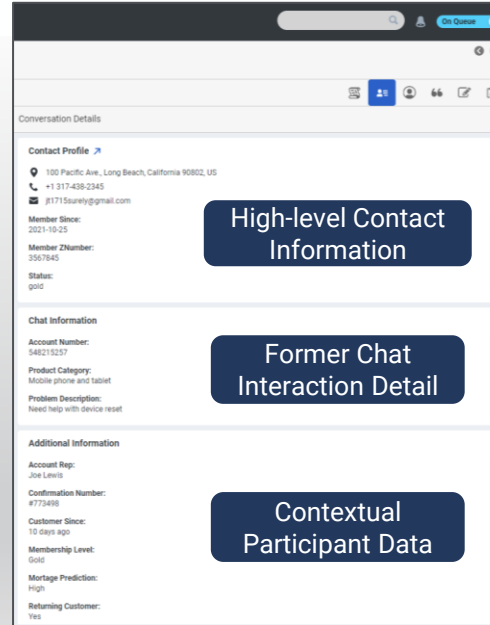 On Queue
Conversation Details
Contact Profile
100 Pacific Ave., Long Beach, California 90802, US
+1 317-438-2345
jt1715surely@gmail.com
Member Since:
2021-10-25
Member ZNumber:
3567845
Status:
gold
High-level Contact
Information
Chat Information
Account Number:
548215257
Product Category:
Mobile phone and tablet
Problem Description:
Need help with device reset
Former Chat
Interaction Detail
Additional Information
Account Rep:
Joe Lewis
Confirmation Number:
#773498
Customer Since:
10 days ago
Membership Level:
Gold
Mortage Prediction:
High
Returning Customer:
Yes
Contextual
Participant Data